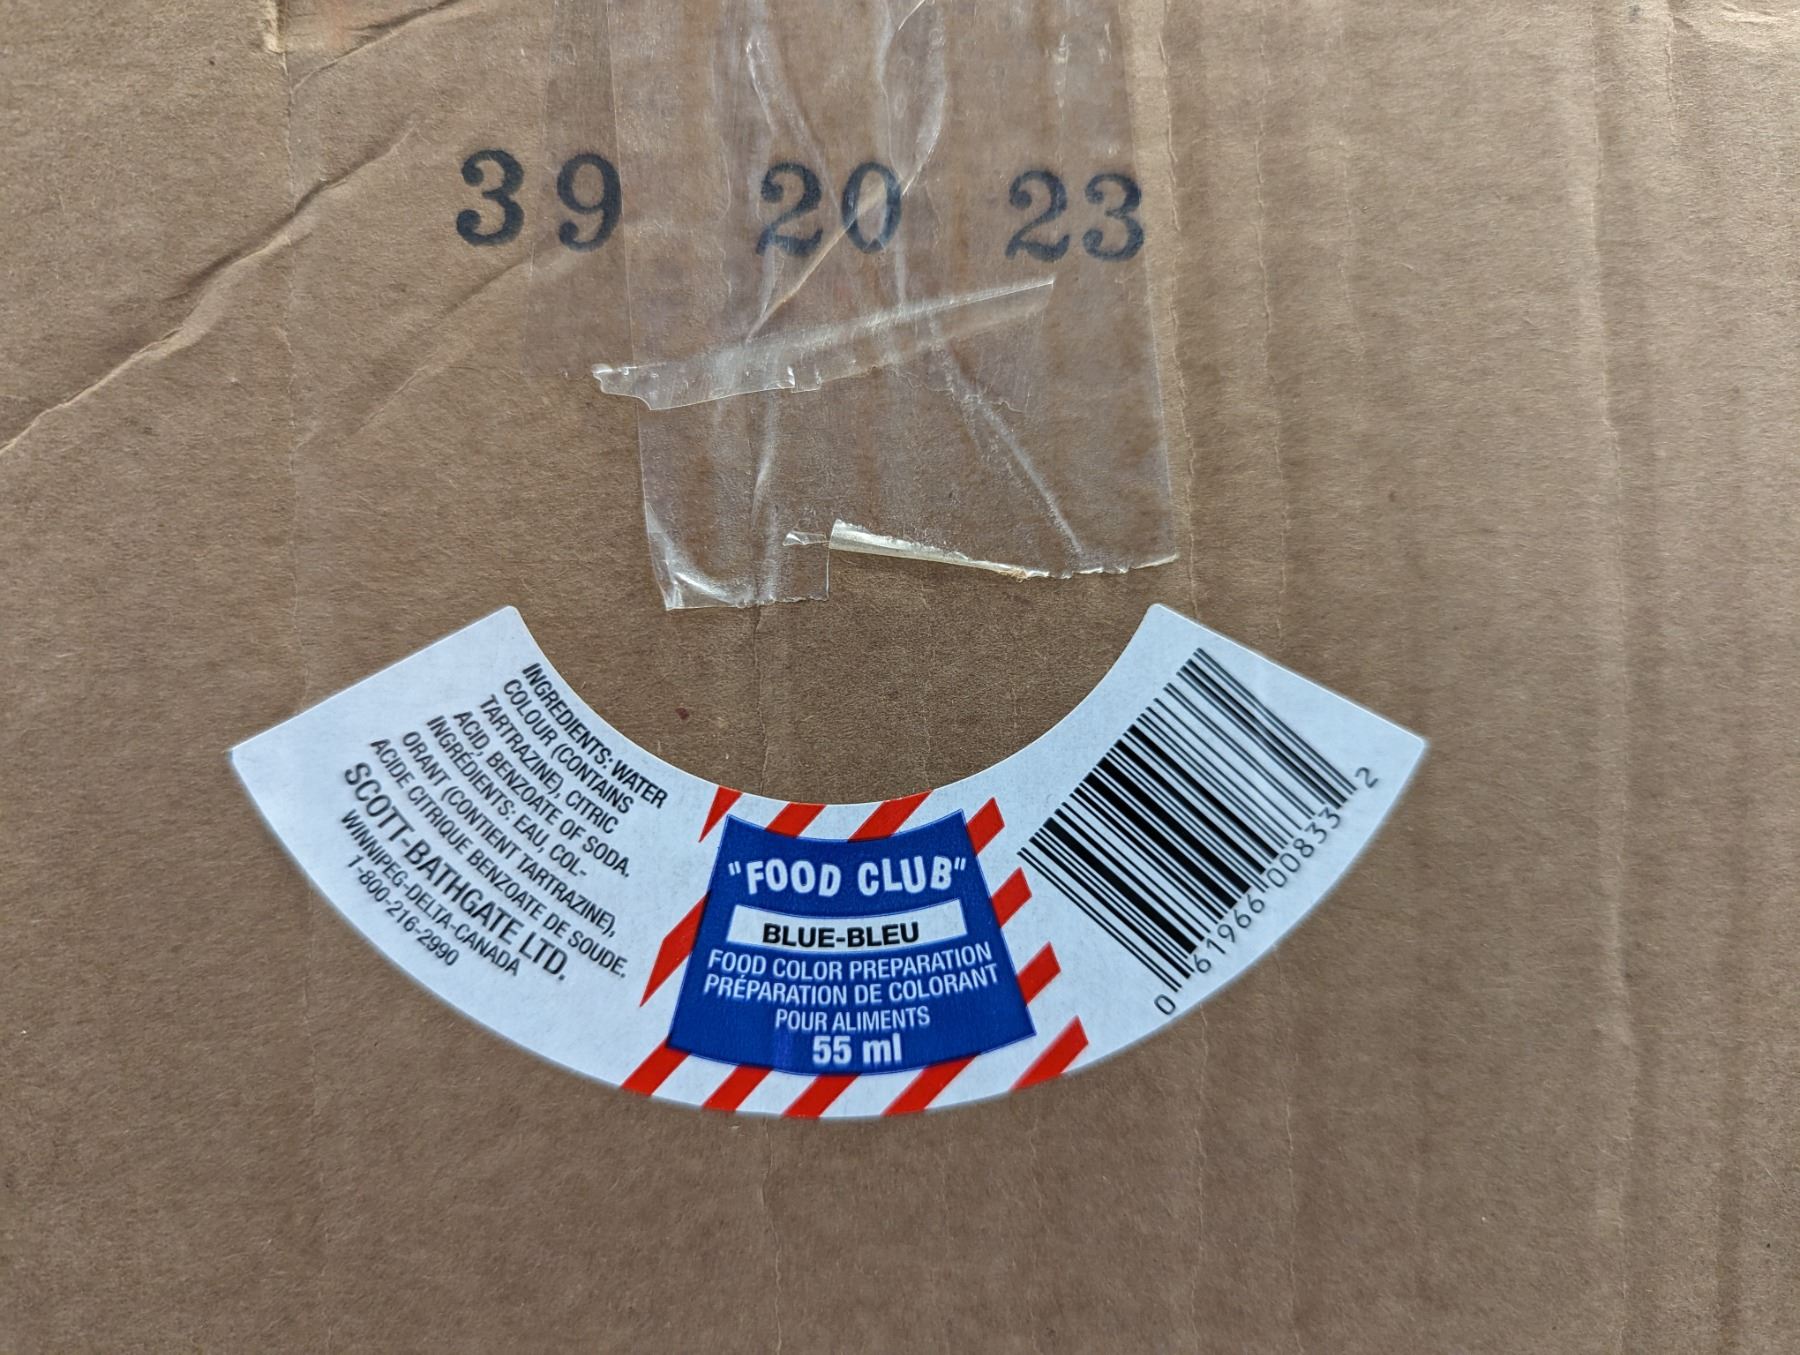 39 20 23
INGREDIENTS: WATER
COLOUR (CONTAINS
TARTRAZINE), CITRIC
ACID, BENZOATE OF SODA.
INGRÉDIENTS: EAU, COL-
ORANT (CONTIENT TARTRAZINE),
ACIDE CITRIQUE BENZOATE DE SOUDE.
SCOTT-BATHGATE LTD.
WINNIPEG-DELTA-CANADA
1-800-216-2990
"FOOD CLUB"
BLUE-BLEU
FOOD COLOR PREPARATION
PRÉPARATION DE COLORANT
POUR ALIMENTS
55 ml
0 61966 00833 2